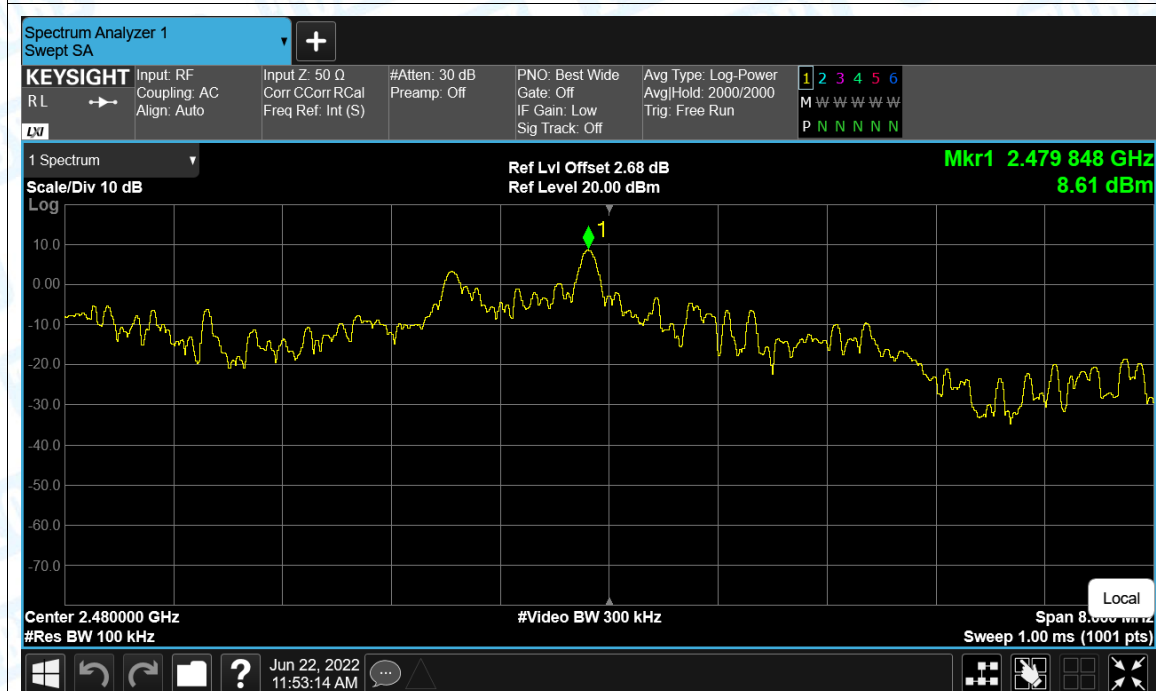 Spectrum Analyzer 1
Swept SA
+
KEYSIGHT
R L
LXI
Input: RF
Coupling: AC
Align: Auto
Input Z: 50 Ω
Corr CCorr RCal
Freq Ref: Int (S)
#Atten: 30 dB
Preamp: Off
PNO: Best Wide
Gate: Off
IF Gain: Low
Sig Track: Off
Avg Type: Log-Power
Avg|Hold: 2000/2000
Trig: Free Run
1 2 3 4 5 6
M W W W W W
P N N N N N
1 Spectrum
Scale/Div 10 dB
Ref Lvl Offset 2.68 dB
Ref Level 20.00 dBm
Mkr1 2.479 848 GHz
8.61 dBm
Log
1
10.0
0.00
-10.0
-20.0
-30.0
-40.0
-50.0
-60.0
-70.0
Local
Center 2.480000 GHz
#Res BW 100 kHz
#Video BW 300 kHz
Span 8.000 MHz
Sweep 1.00 ms (1001 pts)
?
Jun 22, 2022
11:53:14 AM